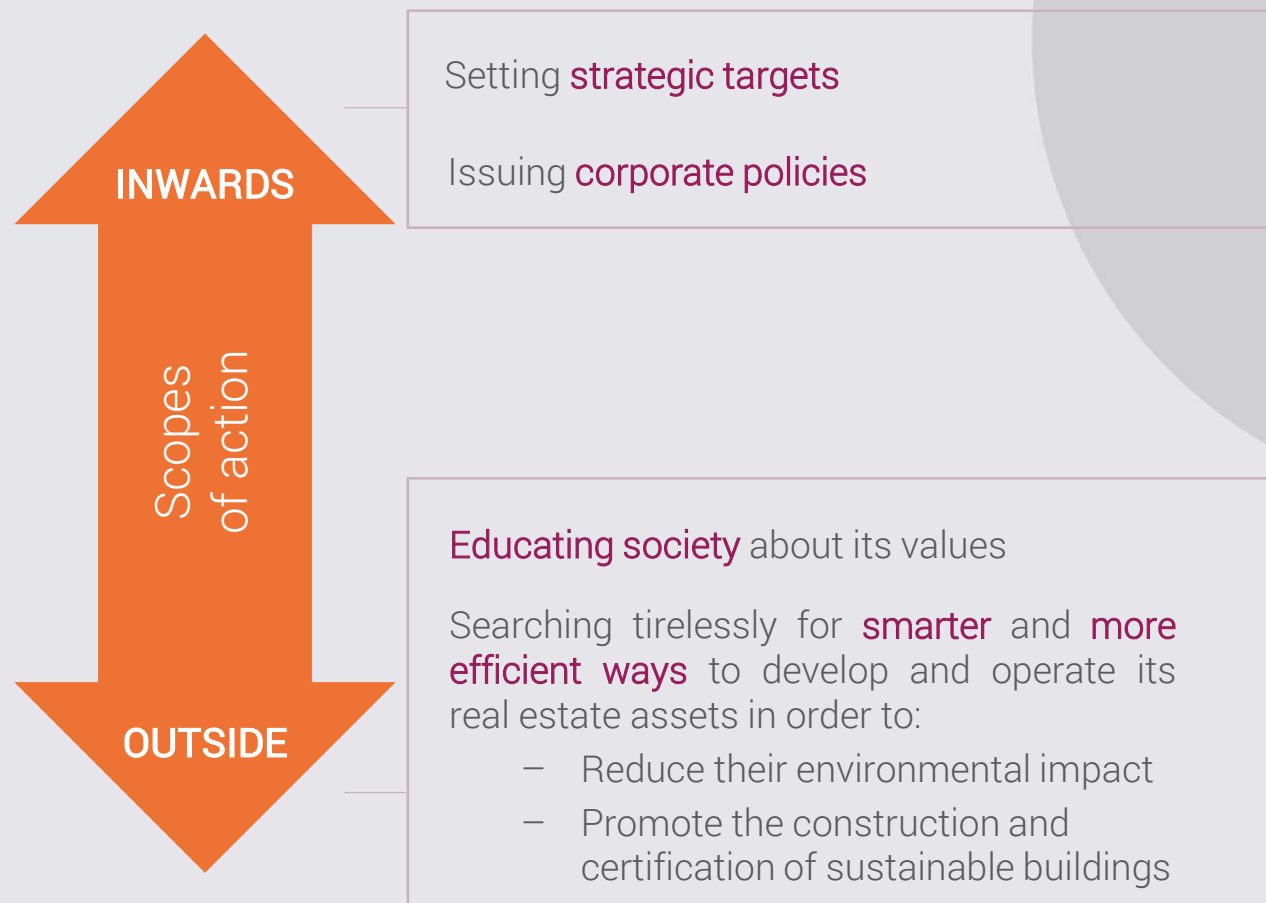 INWARDS
Setting strategic targets
Issuing corporate policies
Scopes
of action
OUTSIDE
Educating society about its values
Searching tirelessly for smarter and more
efficient ways to develop and operate its
real estate assets in order to:
– Reduce their environmental impact
– Promote the construction and
certification of sustainable buildings